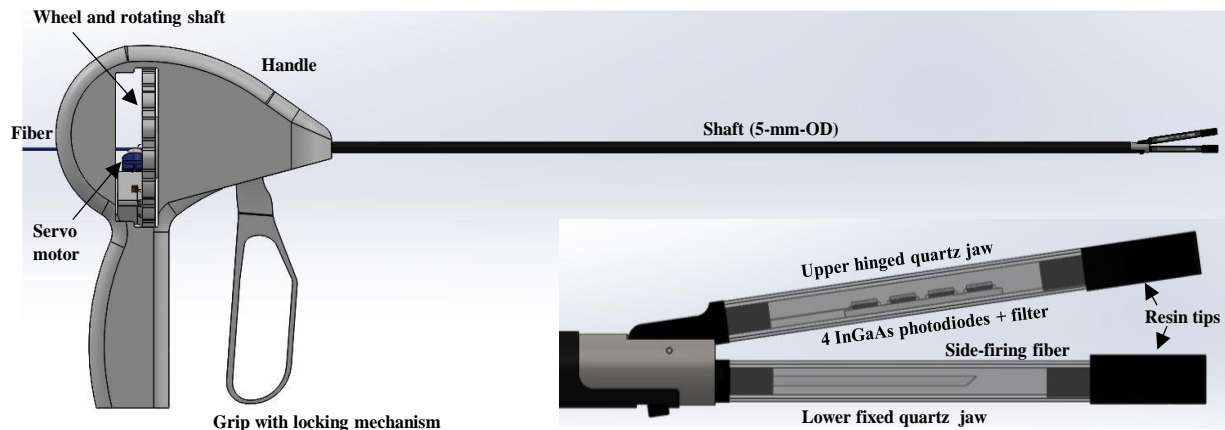 Wheel and rotating shaft
Handle
Fiber
Shaft (5-mm-OD)
Servo
motor
Grip with locking mechanism
Upper hinged quartz jaw
4 InGaAs photodiodes + filter
Resin tips
Side-firing fiber
Lower fixed quartz jaw